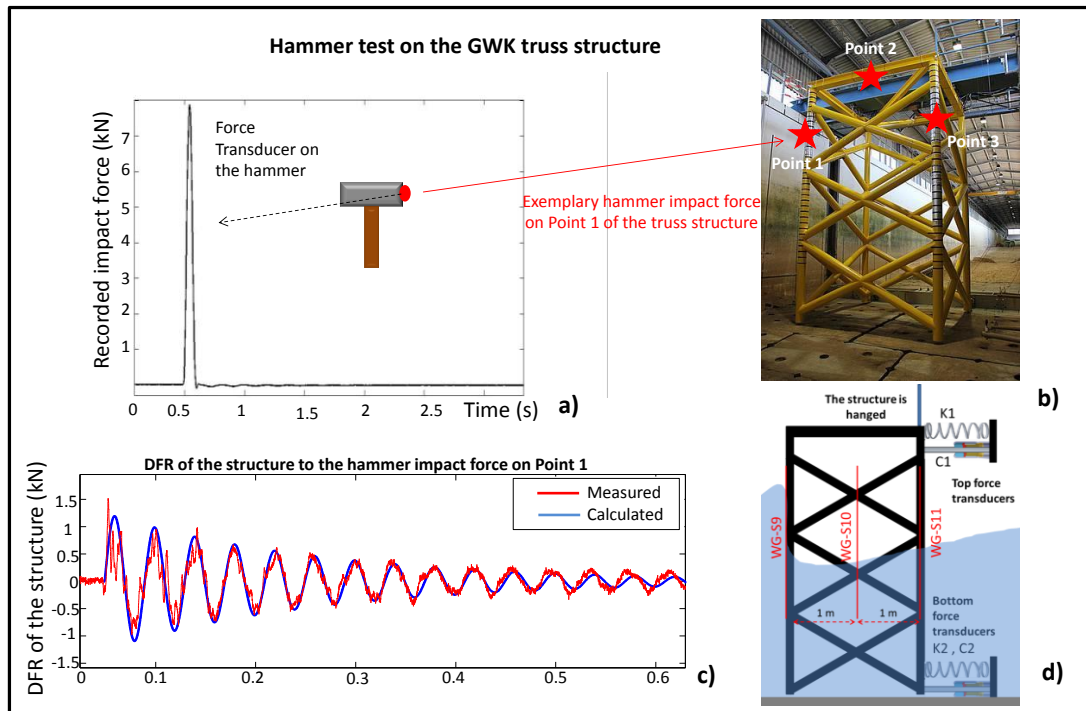 Hammer test on the GWK truss structure
Recorded impact force (kN)
7
6
5
4
3
2
1
0 0.5 1 1.5 2 2.5
Time (s)
a)
Force
Transducer on
the hammer
Exemplary hammer impact force
on Point 1 of the truss structure
Point 2
Point 1
Point 3
b)
DFR of the structure to the hammer impact force on Point 1
DFR of the structure (kN)
1.5
1
0.5
0
-0.5
-1
-1.5
0.1 0.2 0.3 0.4 0.5 0.6
Measured
Calculated
c)
The structure is
hanged
K1
C1
Top force
transducers
WG-S9
WG-S10
WG-S11
1 m
1 m
Bottom
force
transducers
K2 , C2
d)